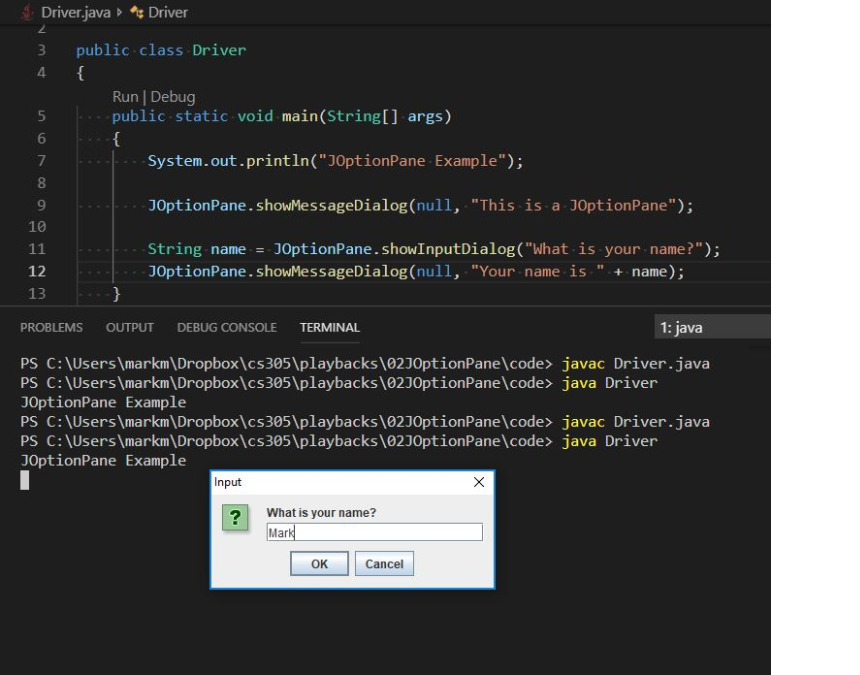 Driver.java Driver
2
3 public class Driver
4 {
Run | Debug
5 public static void main(String[] args)
6 {
7 System.out.println("JOptionPane Example");
8
9 JOptionPane.showMessageDialog(null, "This is a JOptionPane");
10
11 String name = JOptionPane.showInputDialog("What is your name?");
12 JOptionPane.showMessageDialog(null, "Your name is " + name);
13 }
PROBLEMS OUTPUT DEBUG CONSOLE TERMINAL 1: java
PS C:\Users\markm\Dropbox\cs305\playbacks\02JOptionPane\code> javac Driver.java
PS C:\Users\markm\Dropbox\cs305\playbacks\02JOptionPane\code> java Driver
JOptionPane Example
PS C:\Users\markm\Dropbox\cs305\playbacks\02JOptionPane\code> javac Driver.java
PS C:\Users\markm\Dropbox\cs305\playbacks\02JOptionPane\code> java Driver
JOptionPane Example
Input
? What is your name?
Mark
OK Cancel